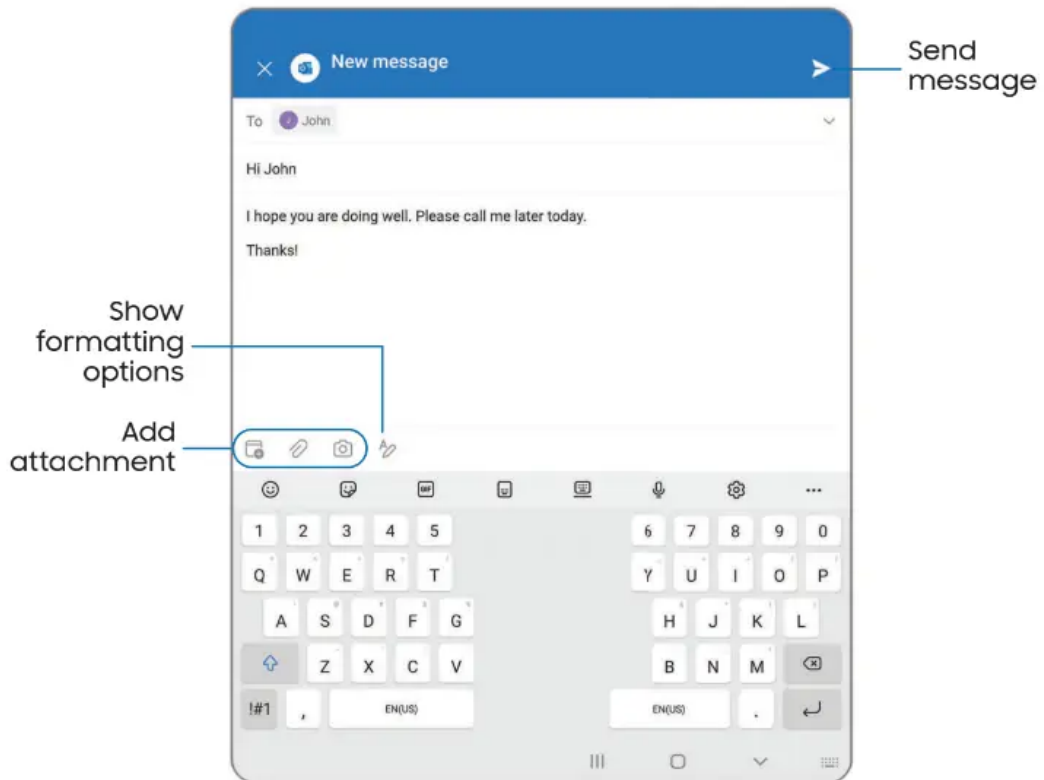 New message
Send
message
To John
Hi John
I hope you are doing well. Please call me later today.
Thanks!
Show
formatting
options
Add
attachment
GIF
1 2 3 4 5 6 7 8 9 0
Q W E R T Y U I O P
A S D F G H J K L
Z X C V B N M
!#1 , EN(US) EN(US) .